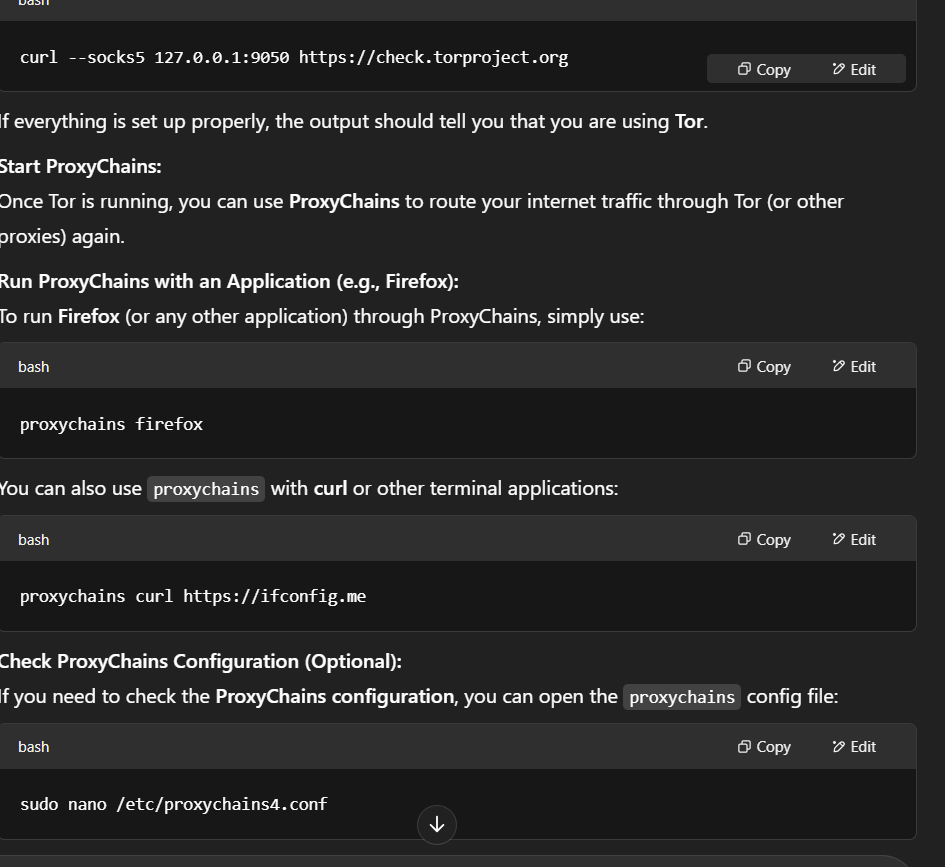 bash
curl --socks5 127.0.0.1:9050 https://check.torproject.org
Copy Edit
If everything is set up properly, the output should tell you that you are using Tor.
Start ProxyChains:
Once Tor is running, you can use ProxyChains to route your internet traffic through Tor (or other
proxies) again.
Run ProxyChains with an Application (e.g., Firefox):
To run Firefox (or any other application) through ProxyChains, simply use:
bash Copy Edit
proxychains firefox
You can also use proxychains with curl or other terminal applications:
bash Copy Edit
proxychains curl https://ifconfig.me
Check ProxyChains Configuration (Optional):
If you need to check the ProxyChains configuration, you can open the proxychains config file:
bash Copy Edit
sudo nano /etc/proxychains4.conf